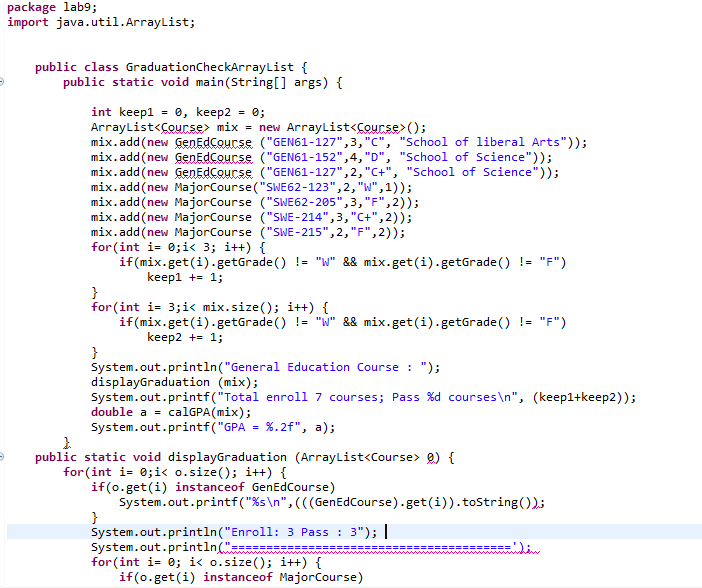 package lab9;
import java.util.ArrayList;
public class GraduationCheckArrayList {
public static void main(String[] args) {
int keep1 = 0, keep2 = 0;
ArrayList<Course> mix = new ArrayList<Course>();
mix.add(new GenEdCourse ("GEN61-127",3,"C", "School of liberal Arts"));
mix.add(new GenEdCourse ("GEN61-152",4,"D", "School of Science"));
mix.add(new GenEdCourse ("GEN61-127",2,"C+", "School of Science"));
mix.add(new MajorCourse("SWE62-123",2,"W",1));
mix.add(new MajorCourse ("SWE62-205",3,"F",2));
mix.add(new MajorCourse ("SWE-214",3,"C+",2));
mix.add(new MajorCourse ("SWE-215",2,"F",2));
for(int i= 0;i< 3; i++) {
if(mix.get(i).getGrade() != "W" && mix.get(i).getGrade() != "F")
keep1 += 1;
}
for(int i= 3;i< mix.size(); i++) {
if(mix.get(i).getGrade() != "W" && mix.get(i).getGrade() != "F")
keep2 += 1;
}
System.out.println("General Education Course : ");
displayGraduation (mix);
System.out.printf("Total enroll 7 courses; Pass %d courses\n", (keep1+keep2));
double a = calGPA(mix);
System.out.printf("GPA = %.2f", a);
}
public static void displayGraduation (ArrayList<Course> 0) {
for(int i= 0;i< o.size(); i++) {
if(o.get(i) instanceof GenEdCourse)
System.out.printf("%s\n",(((GenEdCourse).get(i)).toString());
}
System.out.println("Enroll: 3 Pass : 3");
System.out.println("========================================');
for(int i= 0; i< o.size(); i++) {
if(o.get(i) instanceof MajorCourse)